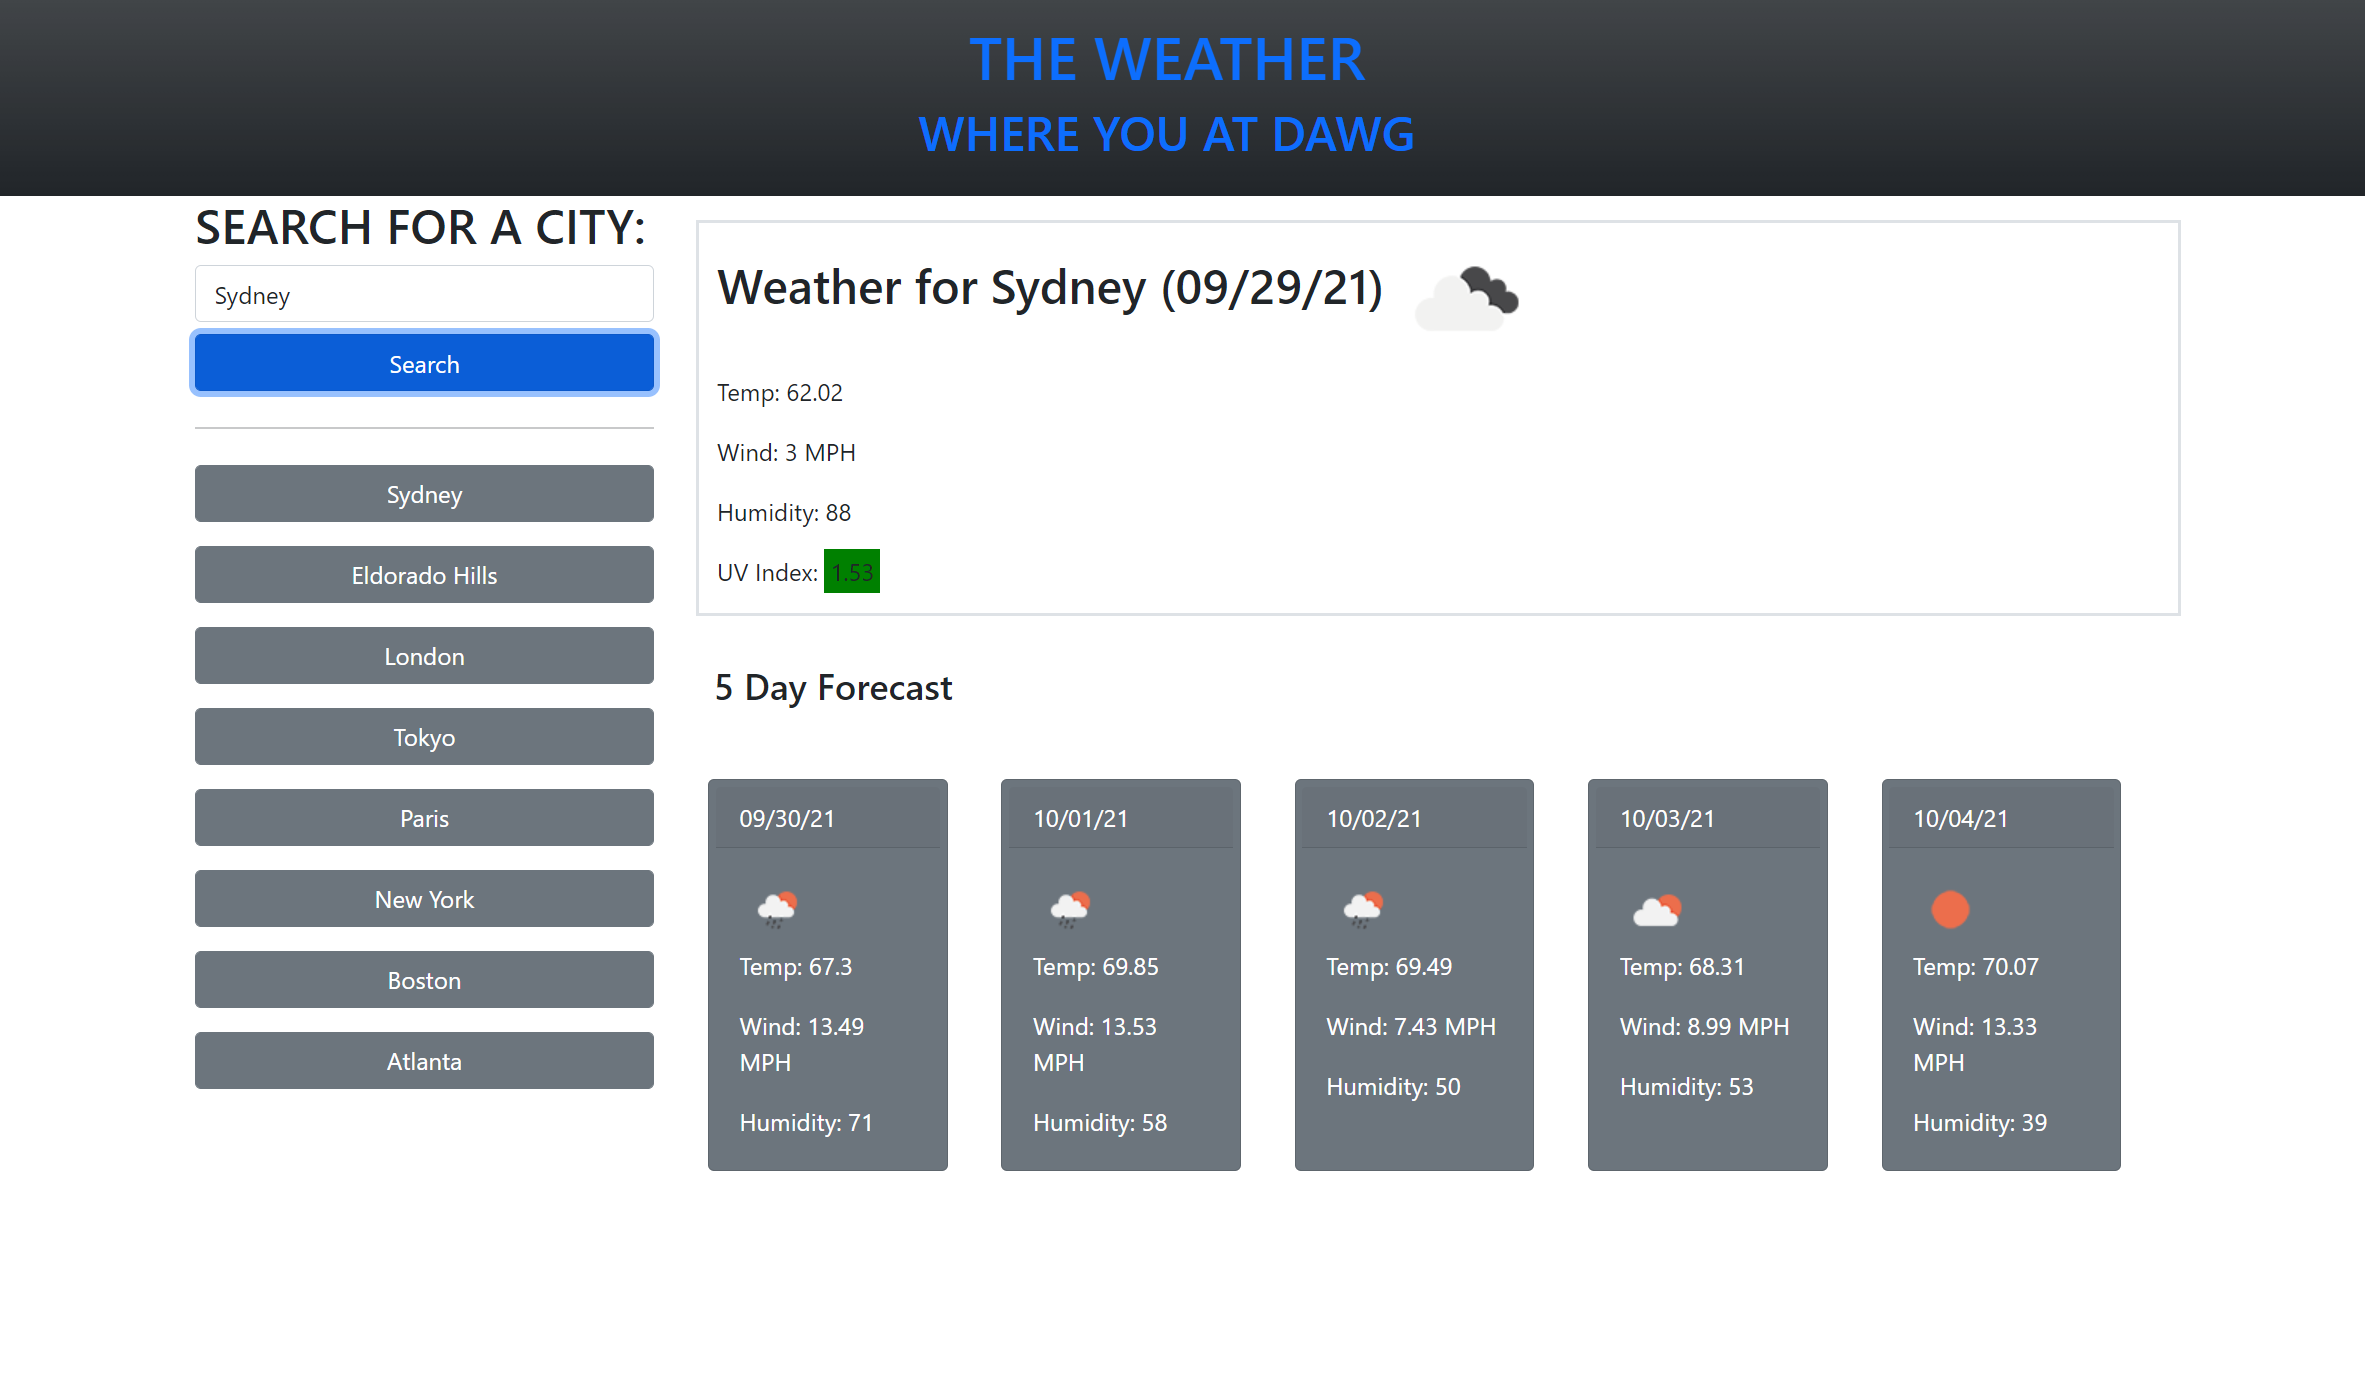 THE WEATHER
WHERE YOU AT DAWG
SEARCH FOR A CITY:
Sydney
Search
Sydney
Eldorado Hills
London
Tokyo
Paris
New York
Boston
Atlanta
Weather for Sydney (09/29/21)
Temp: 62.02
Wind: 3 MPH
Humidity: 88
UV Index: 1.53
5 Day Forecast
09/30/21
Temp: 67.3
Wind: 13.49
MPH
Humidity: 71
10/01/21
Temp: 69.85
Wind: 13.53
MPH
Humidity: 58
10/02/21
Temp: 69.49
Wind: 7.43 MPH
Humidity: 50
10/03/21
Temp: 68.31
Wind: 8.99 MPH
Humidity: 53
10/04/21
Temp: 70.07
Wind: 13.33
MPH
Humidity: 39